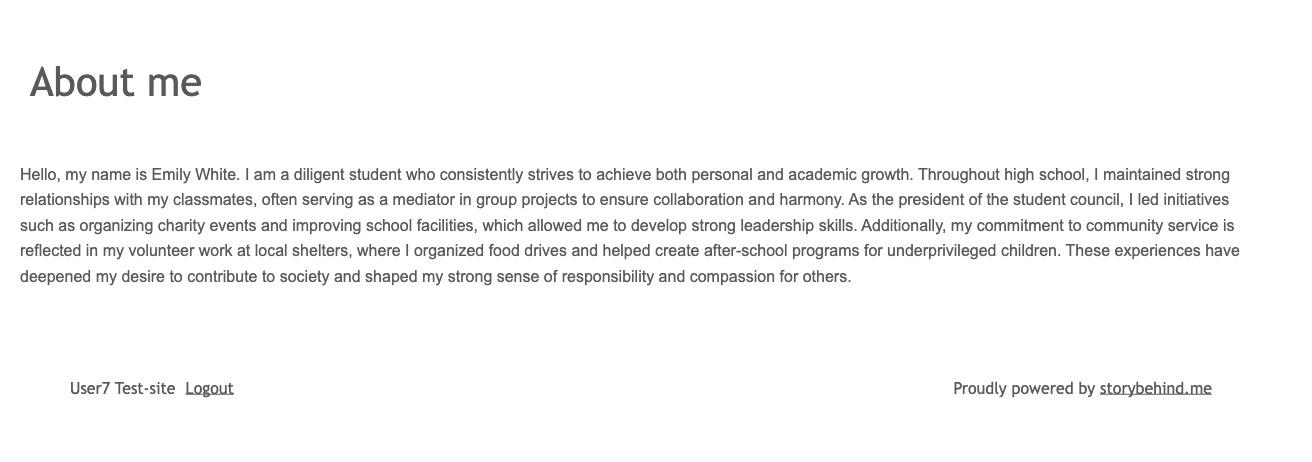 About me
Hello, my name is Emily White. I am a diligent student who consistently strives to achieve both personal and academic growth. Throughout high school, I maintained strong
relationships with my classmates, often serving as a mediator in group projects to ensure collaboration and harmony. As the president of the student council, I led initiatives
such as organizing charity events and improving school facilities, which allowed me to develop strong leadership skills. Additionally, my commitment to community service is
reflected in my volunteer work at local shelters, where I organized food drives and helped create after-school programs for underprivileged children. These experiences have
deepened my desire to contribute to society and shaped my strong sense of responsibility and compassion for others.
User7 Test-site Logout
Proudly powered by storybehind.me